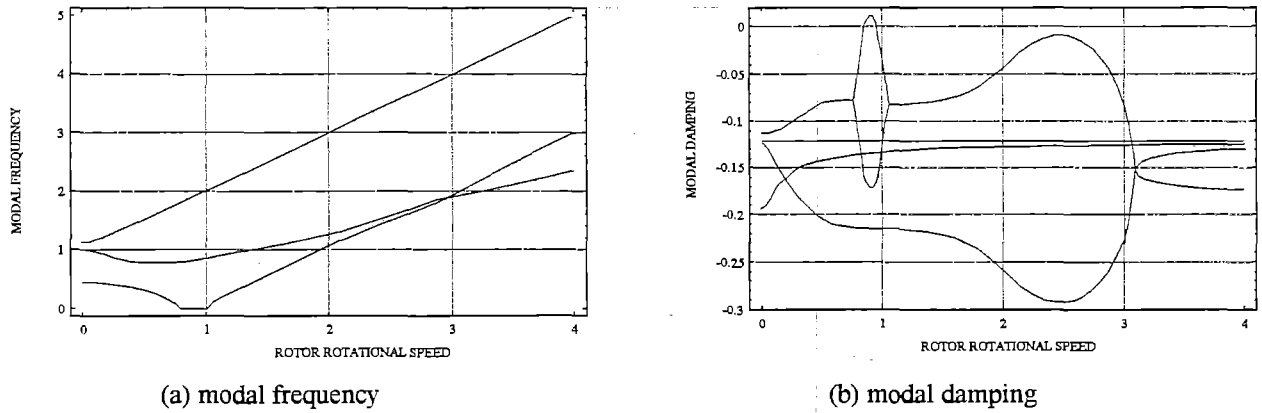 5
4
3
2
1
0
MODAL FREQUENCY
0 1 2 3 4
ROTOR ROTATIONAL SPEED
(a) modal frequency
0
-0.05
-0.1
-0.15
-0.2
-0.25
-0.3
MODAL DAMPING
0 1 2 3 4
ROTOR ROTATIONAL SPEED
(b) modal damping